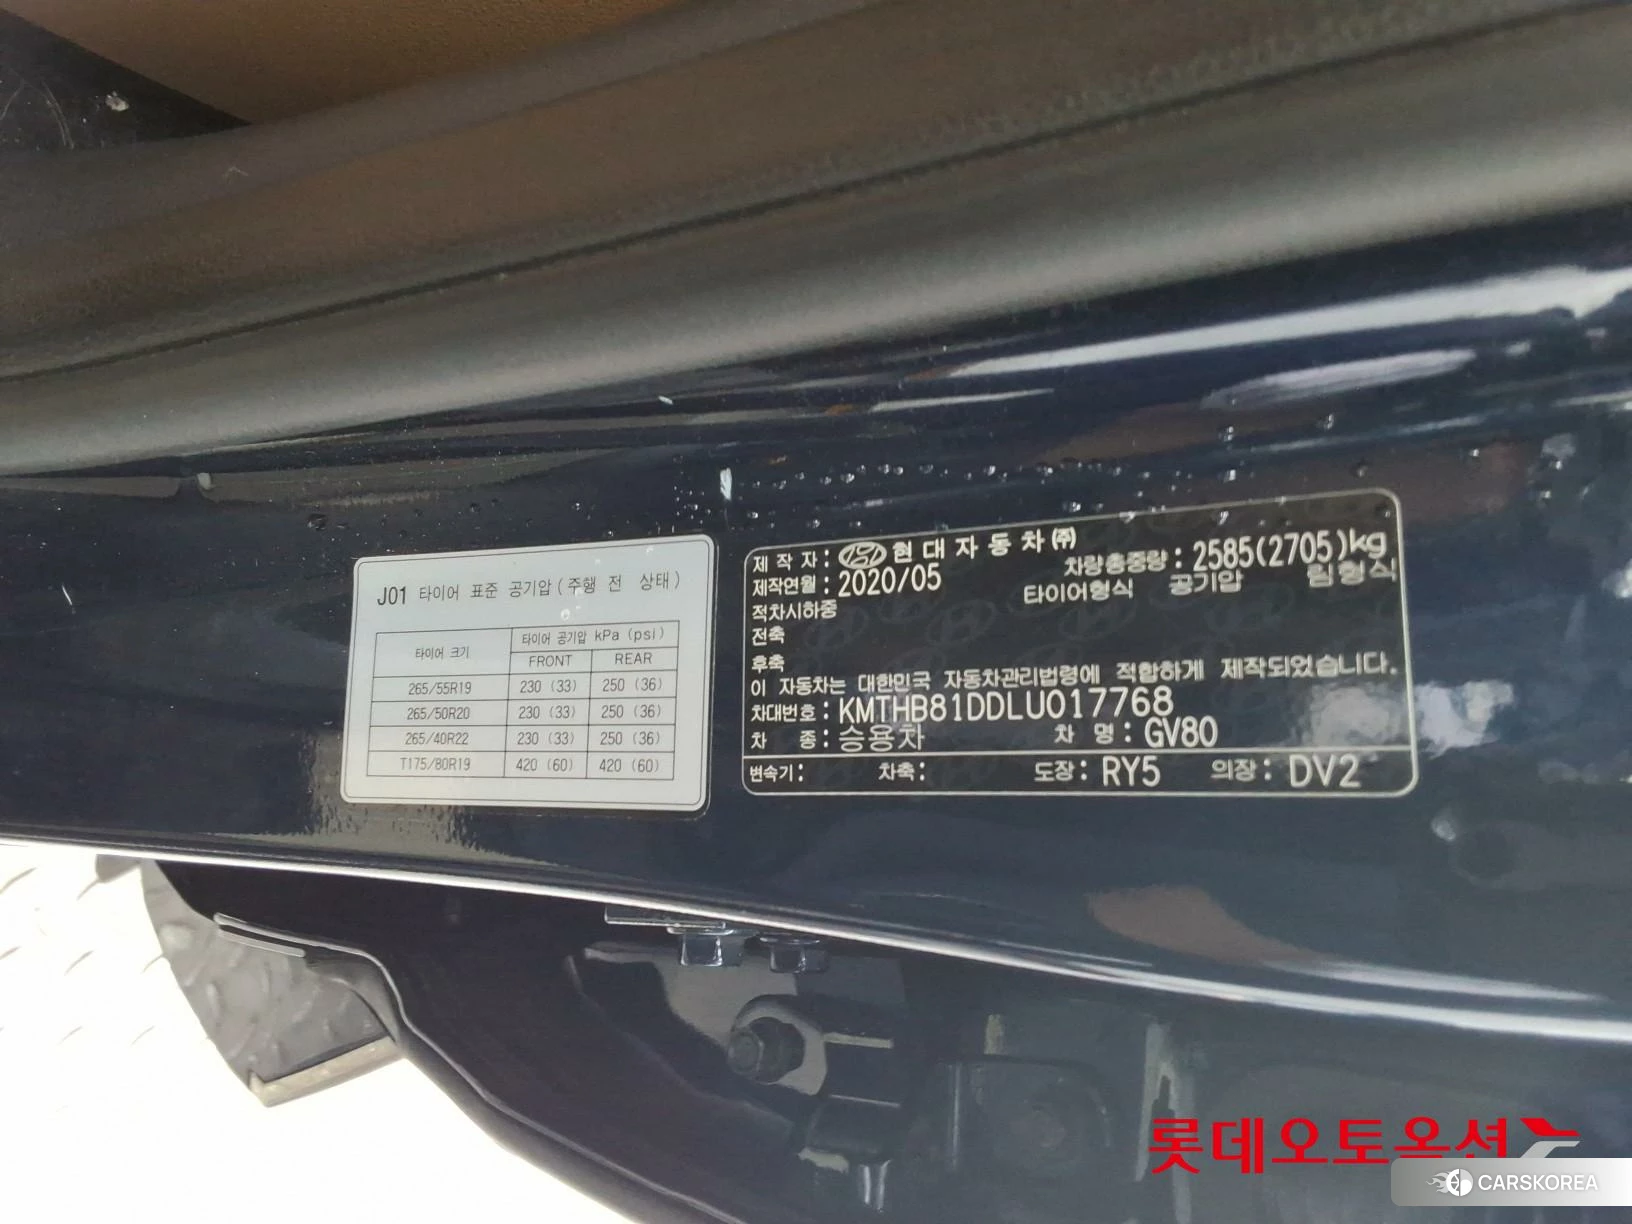 J01 타이어 표준 공기압(주행 전 상태)
타이어 크기 타이어 공기압 kPa (psi)
FRONT REAR
265/55R19 230 (33) 250 (36)
265/50R20 230 (33) 250 (36)
265/40R22 230 (33) 250 (36)
T175/80R19 420 (60) 420 (60)
제작자: 현대자동차㈜
제작연월: 2020/05 차량총중량: 2585(2705)kg
적차시하중 타이어형식 공기압 림형식
전축
후축
이 자동차는 대한민국 자동차관리법령에 적합하게 제작되었습니다.
차대번호: KMTHB81DDLU017768
차 종: 승용차 차 명: GV80
변속기: 차축: 도장: RY5 의장: DV2
롯데오토옥션
CARSKOREA